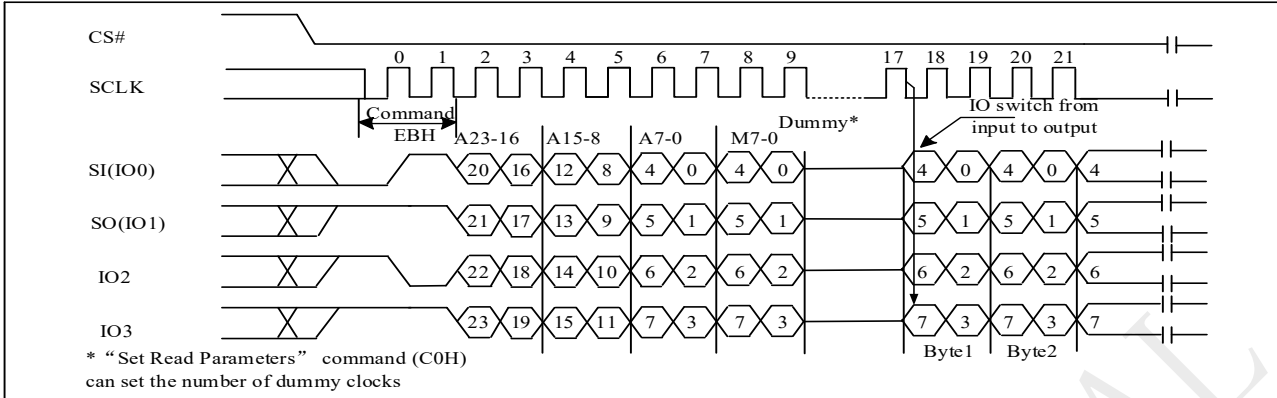 CS#
0 1 2 3 4 5 6 7 8 9 17 18 19 20 21
SCLK
Command
EBH
Dummy*
IO switch from
input to output
A23-16 A15-8 A7-0 M7-0
SI(IO0) 20 16 12 8 4 0 4 0 4 0 4 0 4
SO(IO1) 21 17 13 9 5 1 5 1 5 1 5 1 5
IO2 22 18 14 10 6 2 6 2 6 2 6 2 6
IO3 23 19 15 11 7 3 7 3 7 3 7 3 7
Byte1 Byte2
* “Set Read Parameters” command (C0H)
can set the number of dummy clocks